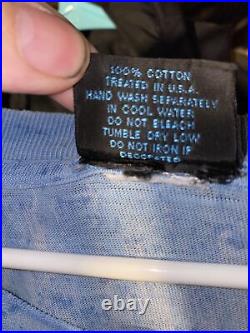 100% COTTON
TREATED IN U.S.A.
HAND WASH SEPARATELY
IN COOL WATER
DO NOT BLEACH
TUMBLE DRY LOW
DO NOT IRON IF
DECORATED